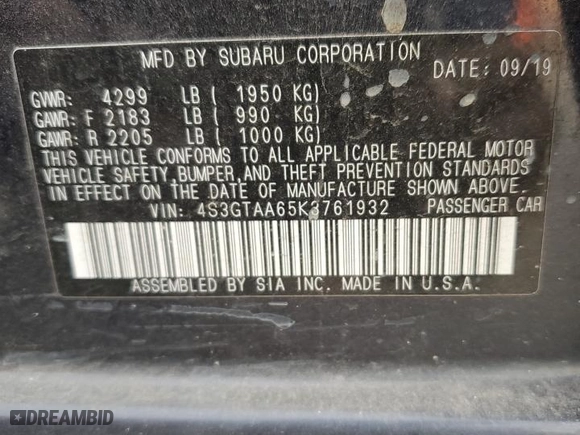 MFD BY SUBARU CORPORATION
DATE: 09/19
GVWR: 4299 LB ( 1950 KG)
GAWR: F 2183 LB ( 990 KG)
GAWR: R 2205 LB ( 1000 KG)
THIS VEHICLE CONFORMS TO ALL APPLICABLE FEDERAL MOTOR
VEHICLE SAFETY, BUMPER, AND THEFT PREVENTION STANDARDS
IN EFFECT ON THE DATE OF MANUFACTURE SHOWN ABOVE.
VIN: 4S3GTAA65K3761932 PASSENGER CAR
ASSEMBLED BY SIA INC. MADE IN U.S.A.
DREAMBID